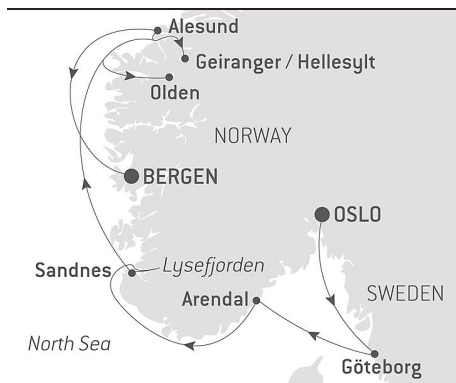 Alesund
Geiranger / Hellesylt
Olden
NORWAY
BERGEN
OSLO
Sandnes
Lysefjorden
Arendal
SWEDEN
North Sea
Göteborg